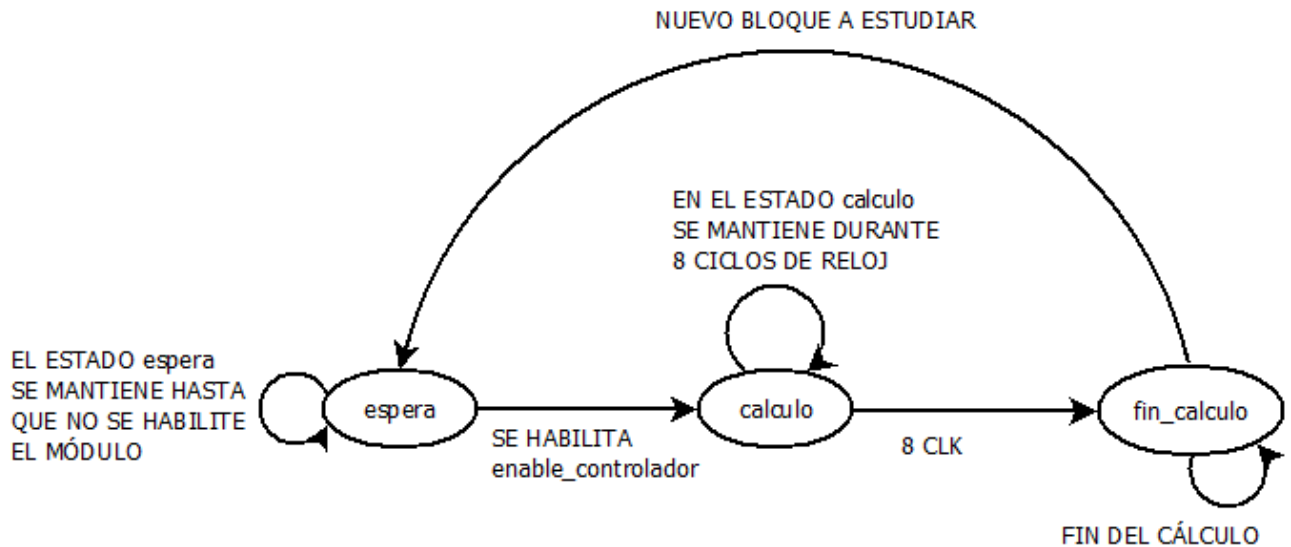 NUEVO BLOQUE A ESTUDIAR
EN EL ESTADO calculo
SE MANTIENE DURANTE
8 CICLOS DE RELOJ
EL ESTADO espera
SE MANTIENE HASTA
QUE NO SE HABILITE
EL MÓDULO
espera
SE HABILITA
enable_controlador
calculo
8 CLK
fin_calculo
FIN DEL CÁLCULO